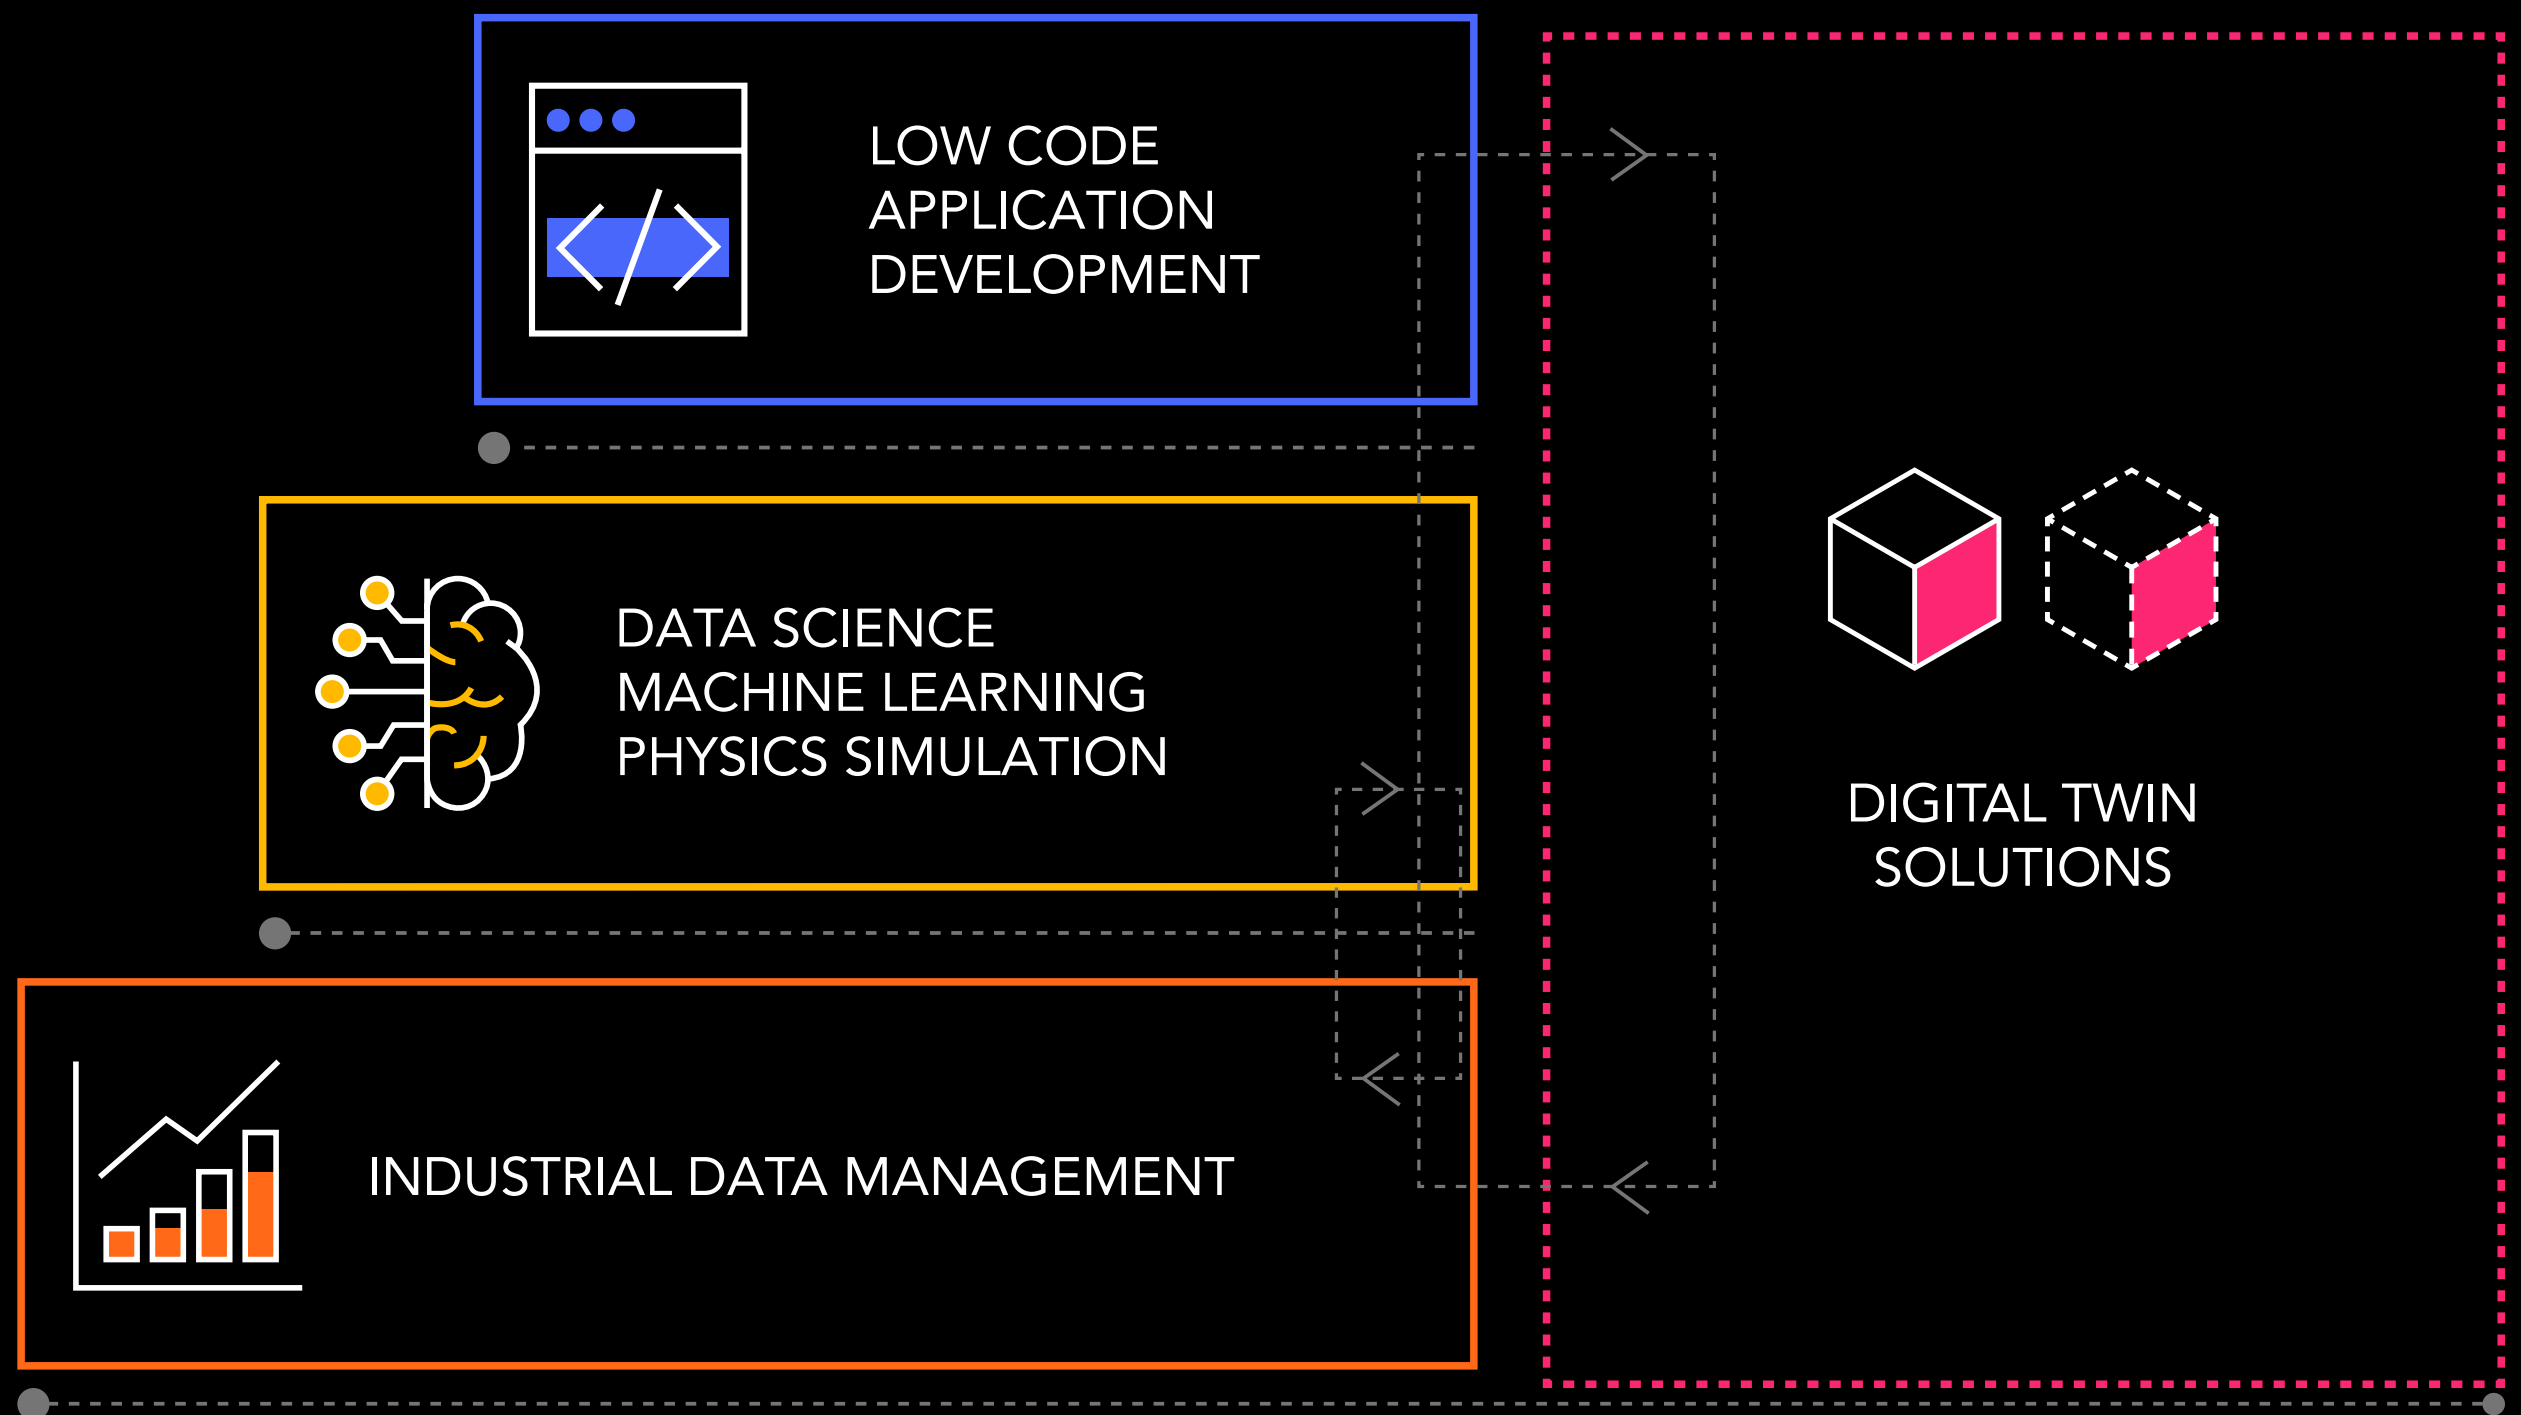 LOW CODE
APPLICATION
DEVELOPMENT
DATA SCIENCE
MACHINE LEARNING
PHYSICS SIMULATION
DIGITAL TWIN
SOLUTIONS
INDUSTRIAL DATA MANAGEMENT